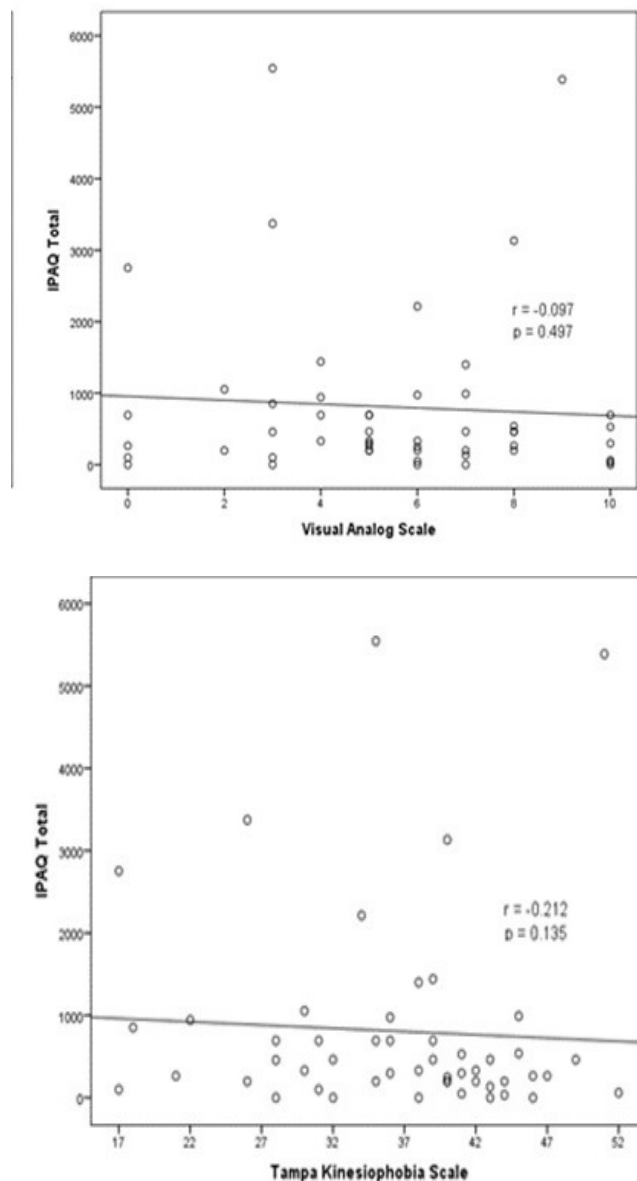 6000
5000
4000
3000
2000
1000
0
IPAQ Total
r = -0.097
p = 0.497
0 2 4 6 8 10
Visual Analog Scale
6000
5000
4000
3000
2000
1000
0
IPAQ Total
r = -0.212
p = 0.135
17 22 27 32 37 42 47 52
Tampa Kinesiophobia Scale